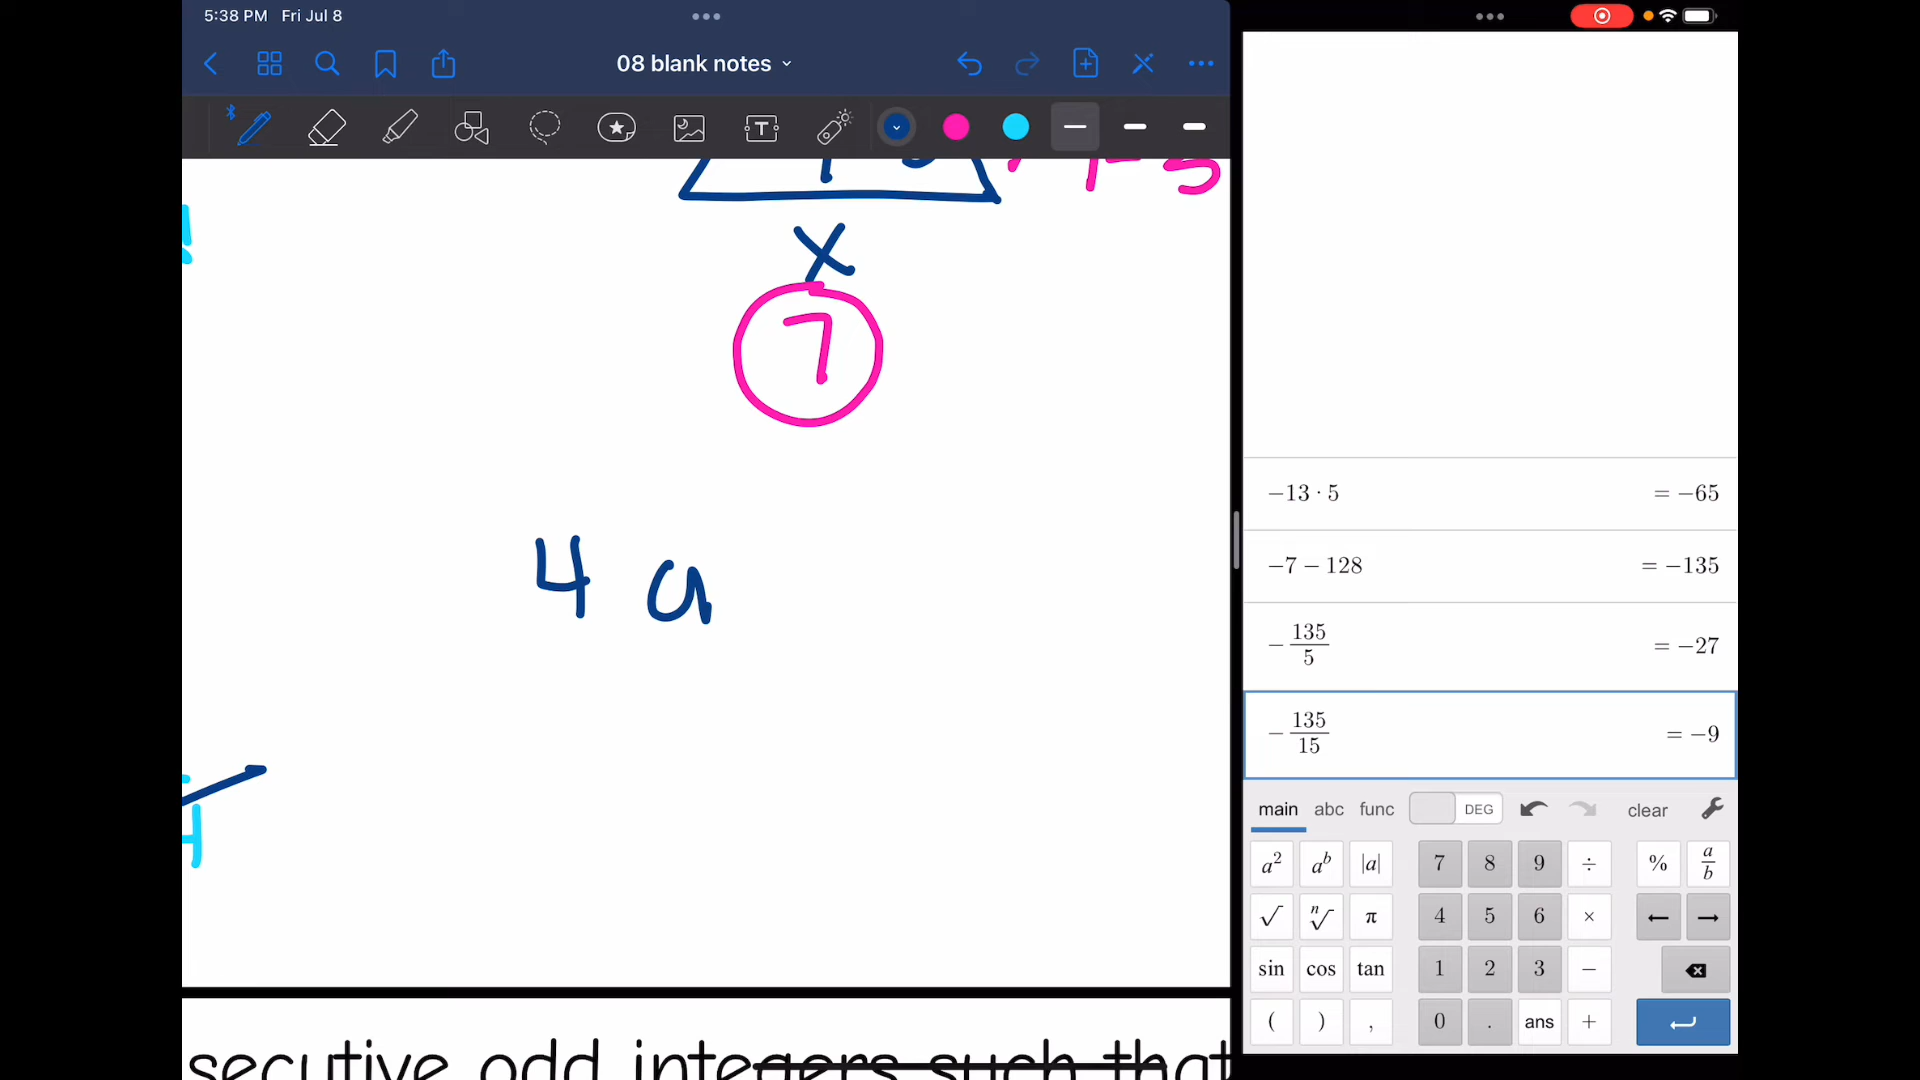 5:38 PM Fri Jul 8
08 blank notes
T
!
x
7
4 a
4
secutive odd integers such that
-13 · 5 = -65
-7 - 128 = -135
-135/5 = -27
-135/15 = -9
main abc func DEG clear
a² aᵇ |a| 7 8 9 ÷ % a/b
√ ⁿ√ π 4 5 6 × ← →
sin cos tan 1 2 3 −
( ) , 0 . ans +